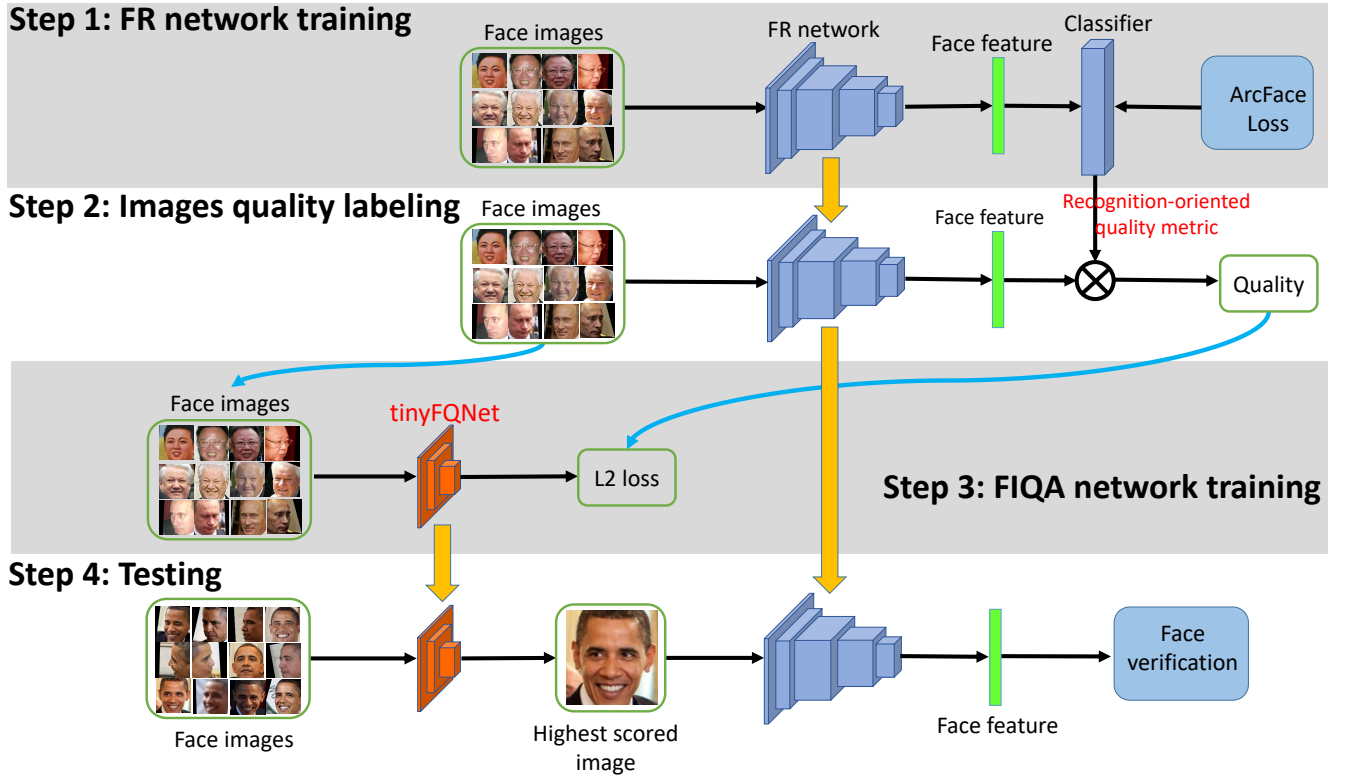 Step 1: FR network training
Face images
FR network
Face feature
Classifier
ArcFace
Loss
Step 2: Images quality labeling
Face images
Face feature
Recognition-oriented
quality metric
Quality
Face images
tinyFQNet
L2 loss
Step 3: FIQA network training
Step 4: Testing
Face images
Highest scored
image
Face feature
Face
verification